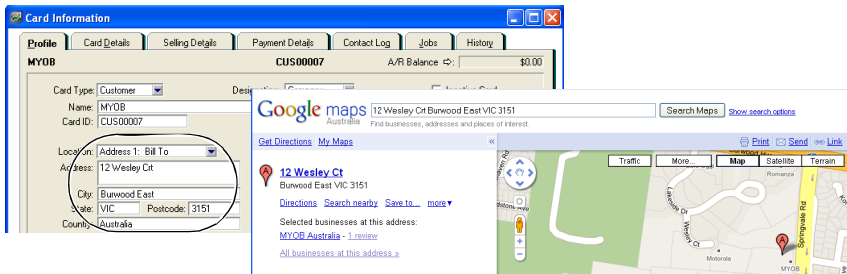 Card Information
Profile Card Details Selling Details Payment Details Contact Log Jobs History
MYOB CUS00007 A/R Balance ⇨: $0.00
Card Type: Customer
Name: MYOB
Card ID: CUS00007
Location: Address 1: Bill To
Address: 12 Wesley Crt
City: Burwood East
State: VIC Postcode: 3151
Country: Australia
Google maps
Australia
12 Wesley Crt Burwood East VIC 3151 Search Maps Show search options
Find businesses, addresses and places of interest.
Get Directions My Maps « Print Send Link
A 12 Wesley Ct
Burwood East VIC 3151
Directions Search nearby Save to... more▼
Selected businesses at this address:
MYOB Australia - 1 review
All businesses at this address »
Traffic More... Map Satellite Terrain
Romanza
Lakeside Dr
Wesley Ct
Springvale Rd
Motorola
A
MYOB